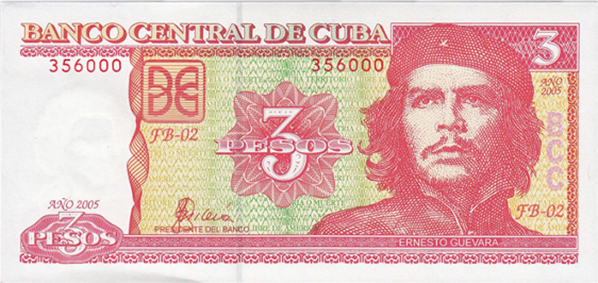 BANCO CENTRAL DE CUBA
3
356000
356000
AÑO
2005
FB-02
3
PESOS
BCC
AÑO 2005
FB-02
3
PESOS
PRESIDENTE DEL BANCO
ERNESTO GUEVARA